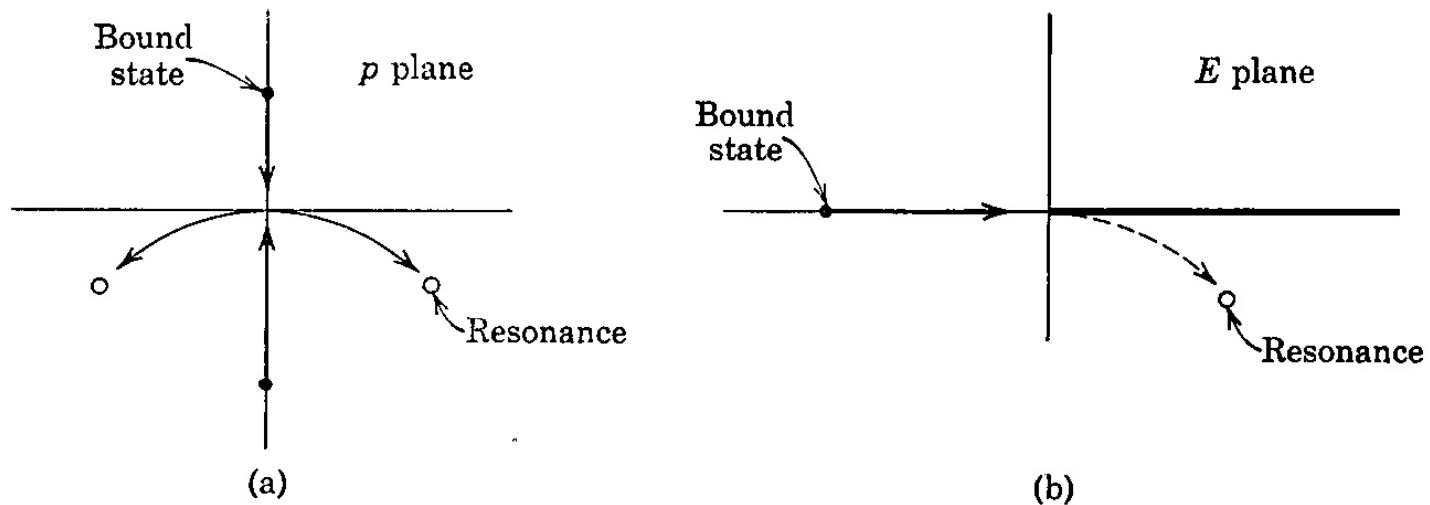 Bound
state
p plane
Resonance
(a)
E plane
Bound
state
Resonance
(b)